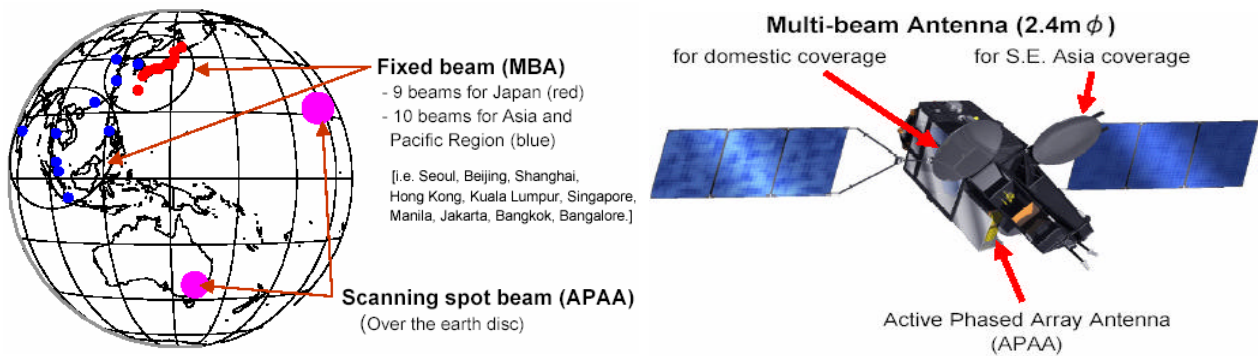 Fixed beam (MBA)
- 9 beams for Japan (red)
- 10 beams for Asia and
Pacific Region (blue)
[i.e. Seoul, Beijing, Shanghai,
Hong Kong, Kuala Lumpur, Singapore,
Manila, Jakarta, Bangkok, Bangalore.]
Scanning spot beam (APAA)
(Over the earth disc)
Multi-beam Antenna (2.4m ϕ)
for domestic coverage
for S.E. Asia coverage
Active Phased Array Antenna
(APAA)